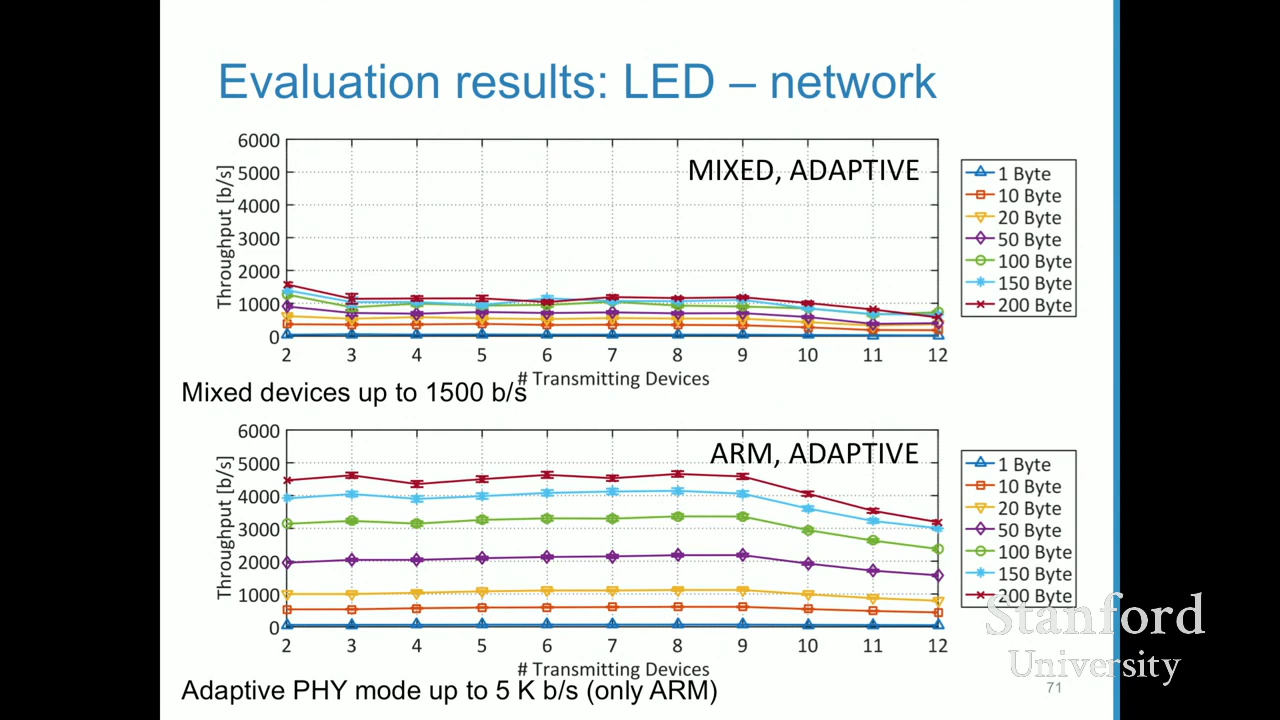 Evaluation results: LED – network
MIXED, ADAPTIVE
Throughput [b/s]
6000
5000
4000
3000
2000
1000
0
2 3 4 5 6 7 8 9 10 11 12
# Transmitting Devices
1 Byte
10 Byte
20 Byte
50 Byte
100 Byte
150 Byte
200 Byte
Mixed devices up to 1500 b/s
ARM, ADAPTIVE
Throughput [b/s]
6000
5000
4000
3000
2000
1000
0
2 3 4 5 6 7 8 9 10 11 12
# Transmitting Devices
1 Byte
10 Byte
20 Byte
50 Byte
100 Byte
150 Byte
200 Byte
Adaptive PHY mode up to 5 K b/s (only ARM)
Stanford
University
71